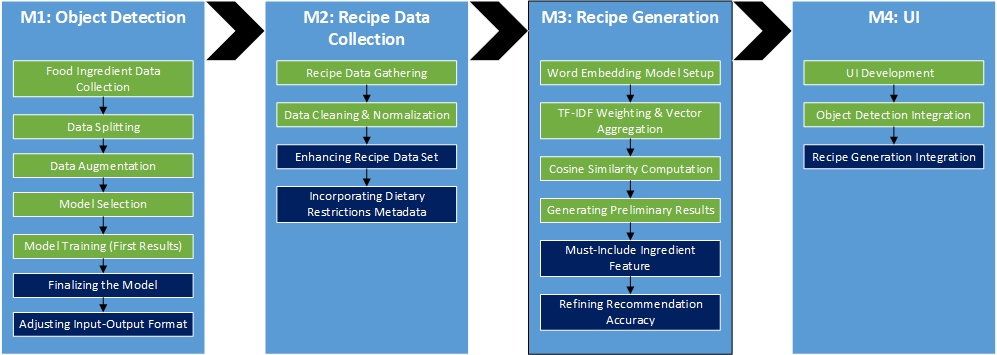 M1: Object Detection
Food Ingredient Data
Collection
Data Splitting
Data Augmentation
Model Selection
Model Training (First Results)
Finalizing the Model
Adjusting Input-Output Format
M2: Recipe Data
Collection
Recipe Data Gathering
Data Cleaning & Normalization
Enhancing Recipe Data Set
Incorporating Dietary
Restrictions Metadata
M3: Recipe Generation
Word Embedding Model Setup
TF-IDF Weighting & Vector
Aggregation
Cosine Similarity Computation
Generating Preliminary Results
Must-Include Ingredient
Feature
Refining Recommendation
Accuracy
M4: UI
UI Development
Object Detection Integration
Recipe Generation Integration